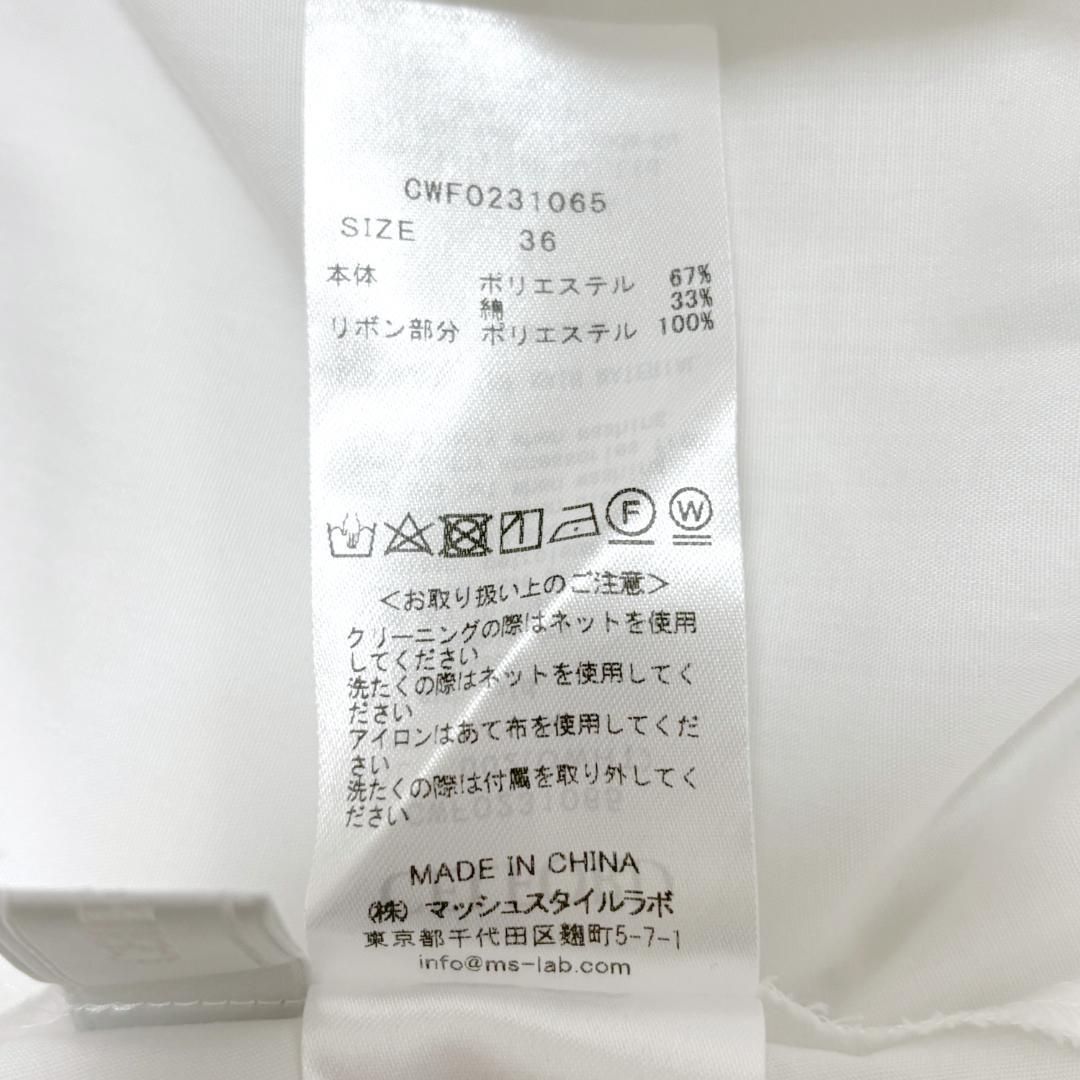 CWF0231065
SIZE 36
本体 ポリエステル 67%
綿 33%
リボン部分 ポリエステル 100%
F W
<お取り扱い上のご注意>
クリーニングの際はネットを使用
してください
洗たくの際はネットを使用してく
ださい
アイロンはあて布を使用してくだ
さい
洗たくの際は付属を取り外してく
ださい
MADE IN CHINA
(株) マッシュスタイルラボ
東京都千代田区麹町5-7-1
info@ms-lab.com